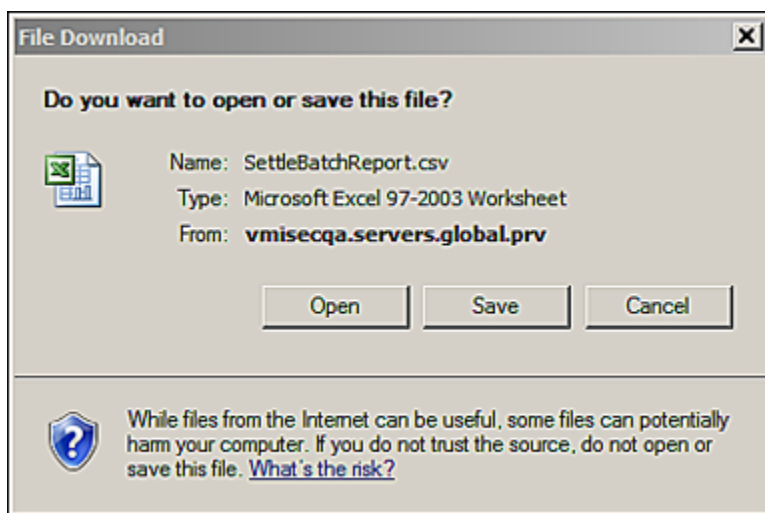 File Download
Do you want to open or save this file?
Name: SettleBatchReport.csv
Type: Microsoft Excel 97-2003 Worksheet
From: vmisecqa.servers.global.prv
Open Save Cancel
While files from the Internet can be useful, some files can potentially
harm your computer. If you do not trust the source, do not open or
save this file. What's the risk?